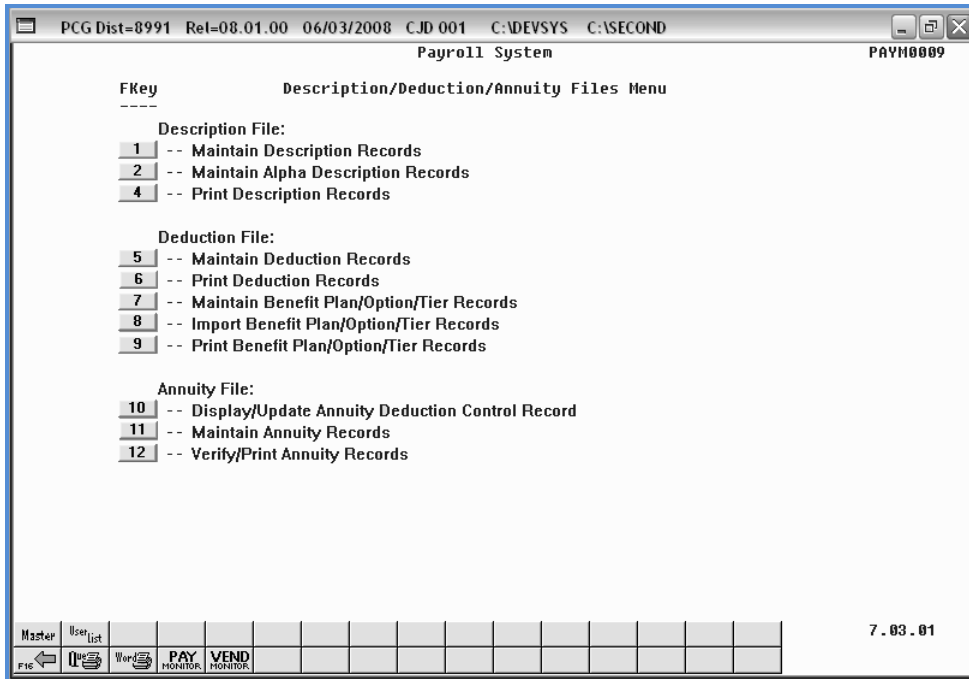 PCG Dist=8991 Rel=08.01.00 06/03/2008 CJD 001 C:\DEVSYS C:\SECOND
Payroll System PAYM0009
FKey Description/Deduction/Annuity Files Menu
----
Description File:
1 -- Maintain Description Records
2 -- Maintain Alpha Description Records
4 -- Print Description Records
Deduction File:
5 -- Maintain Deduction Records
6 -- Print Deduction Records
7 -- Maintain Benefit Plan/Option/Tier Records
8 -- Import Benefit Plan/Option/Tier Records
9 -- Print Benefit Plan/Option/Tier Records
Annuity File:
10 -- Display/Update Annuity Deduction Control Record
11 -- Maintain Annuity Records
12 -- Verify/Print Annuity Records
Master User list 7.03.01
F16 Que Word PAY MONITOR VEND MONITOR